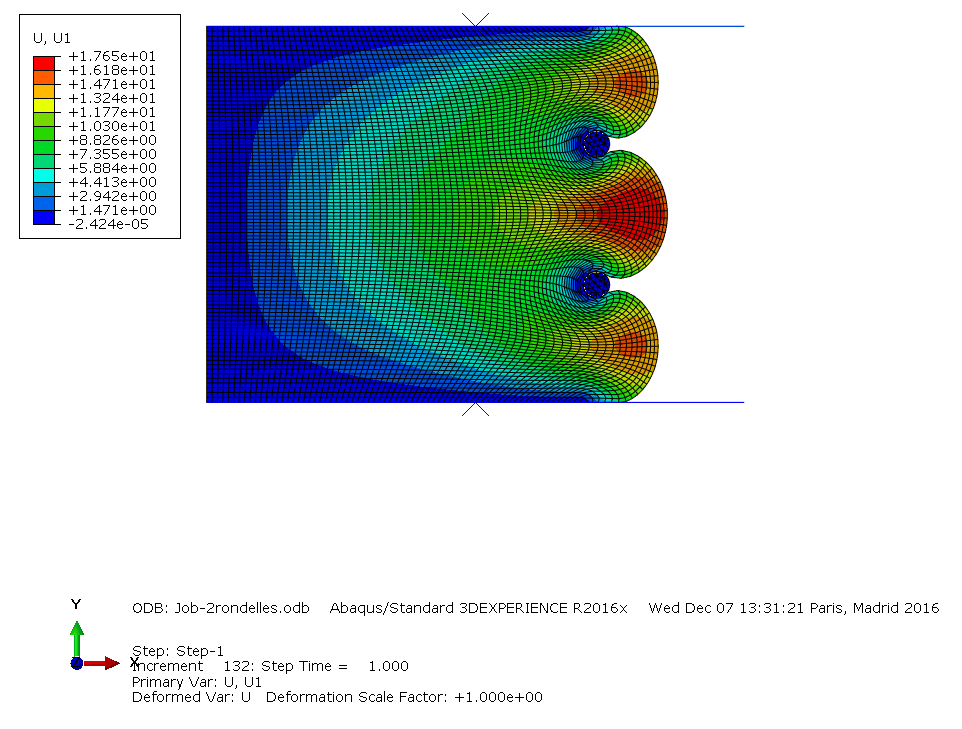 U, U1
+1.765e+01
+1.618e+01
+1.471e+01
+1.324e+01
+1.177e+01
+1.030e+01
+8.826e+00
+7.355e+00
+5.884e+00
+4.413e+00
+2.942e+00
+1.471e+00
-2.424e-05
Y
X
Z
ODB: Job-2rondelles.odb Abaqus/Standard 3DEXPERIENCE R2016x Wed Dec 07 13:31:21 Paris, Madrid 2016
Step: Step-1
Increment 132: Step Time = 1.000
Primary Var: U, U1
Deformed Var: U Deformation Scale Factor: +1.000e+00